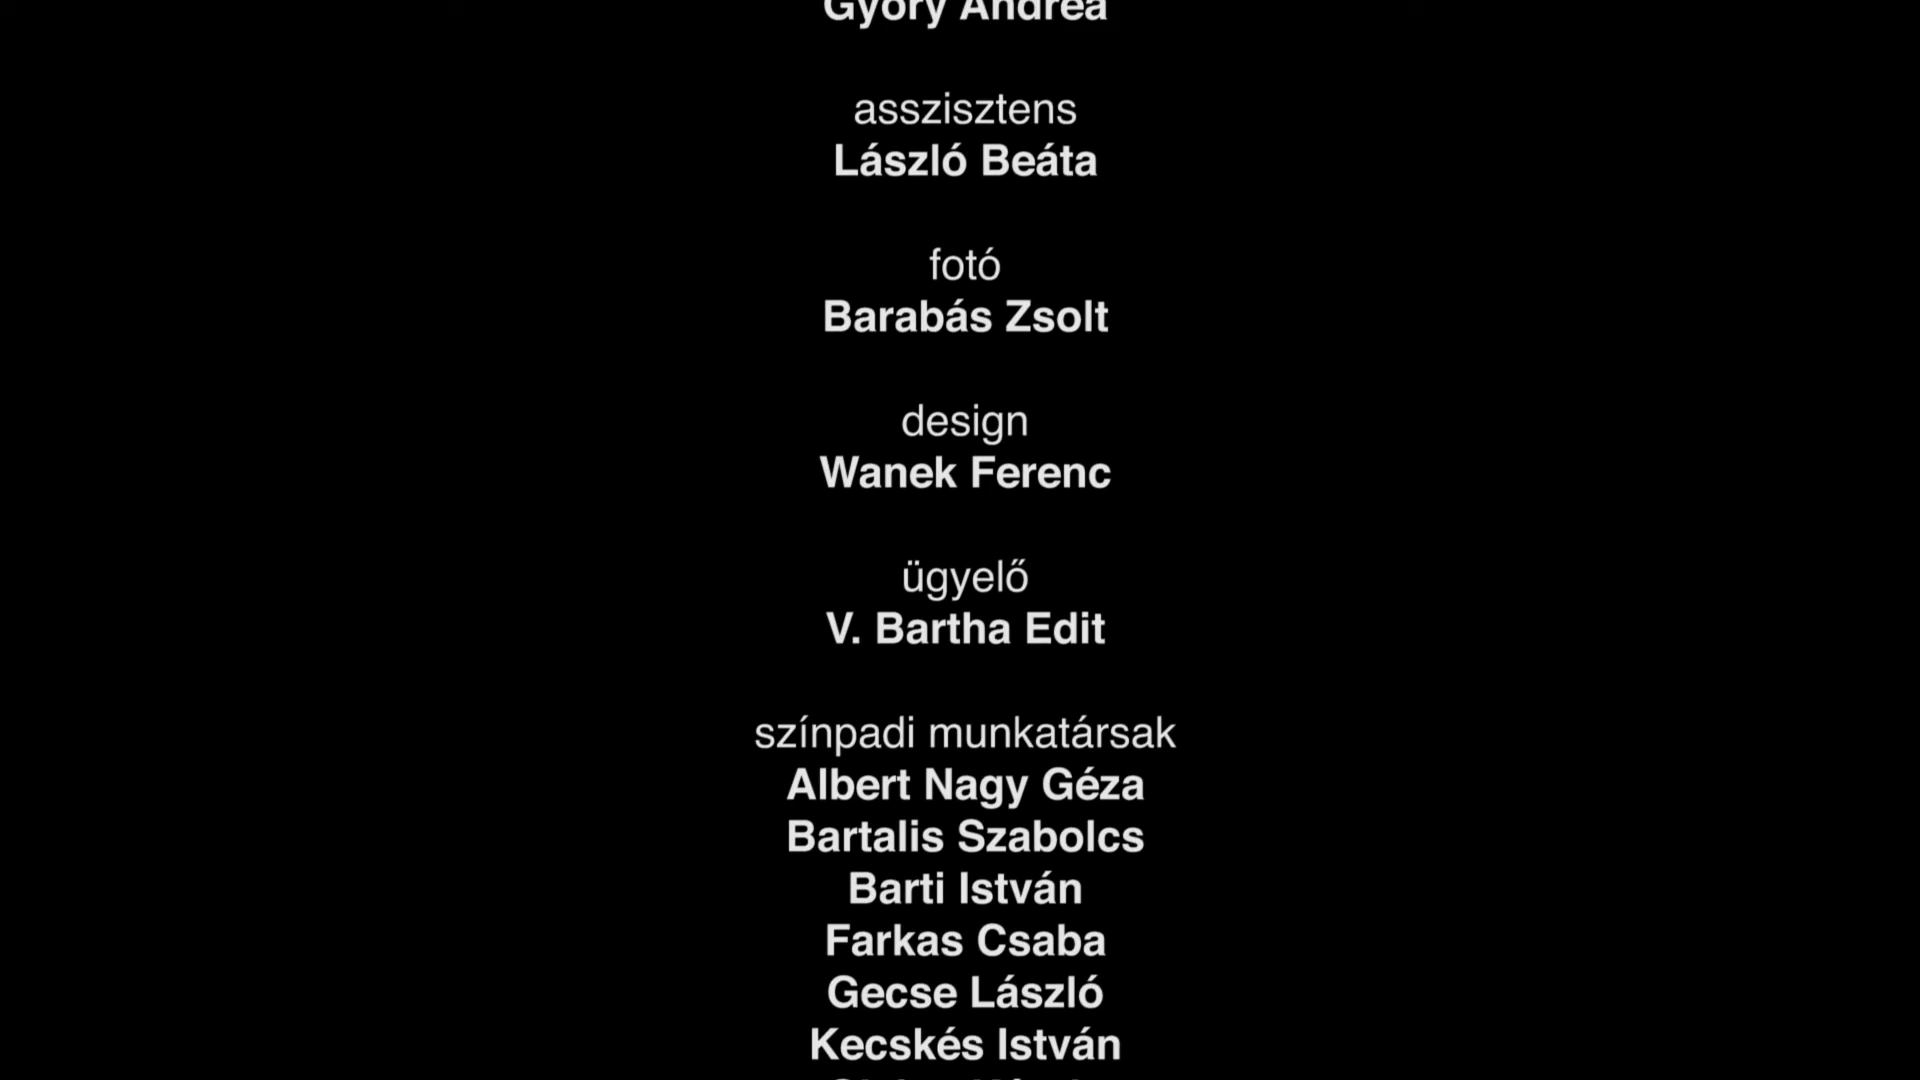 Andrea
asszisztens
László Beáta
fotó
Barabás Zsolt
design
Wanek Ferenc
ügyelő
V. Bartha Edit
színpadi munkatársak
Albert Nagy Géza
Bartalis Szabolcs
Barti István
Farkas Csaba
Gecse László
Kecskés István